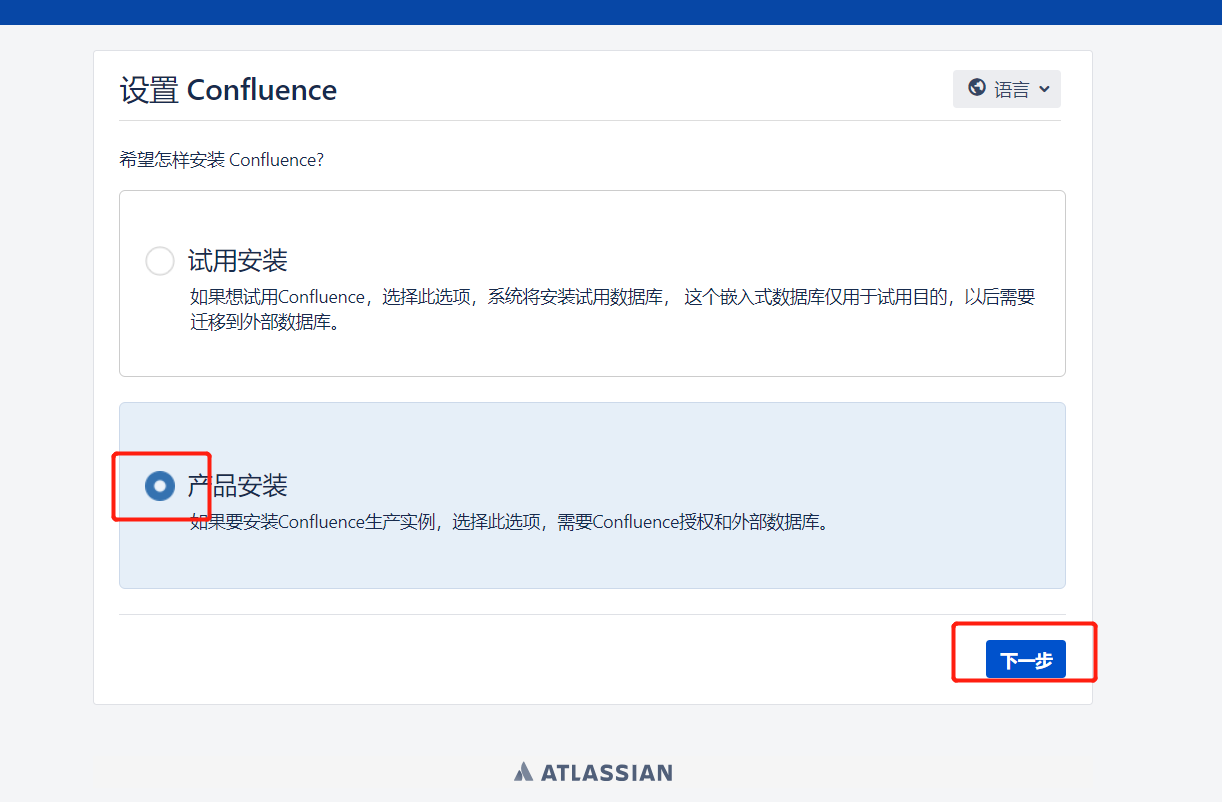 设置 Confluence
语言
希望怎样安装 Confluence?
试用安装
如果想试用Confluence，选择此选项，系统将安装试用数据库， 这个嵌入式数据库仅用于试用目的，以后需要
迁移到外部数据库。
产品安装
如果要安装Confluence生产实例，选择此选项，需要Confluence授权和外部数据库。
下一步
ATLASSIAN